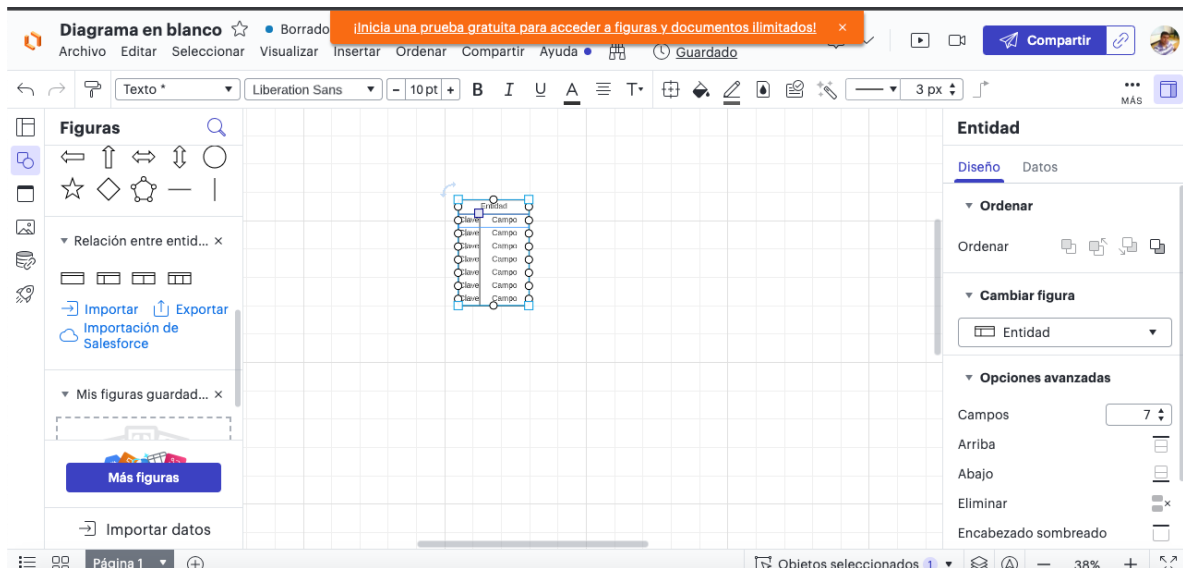 ¡Inicia una prueba gratuita para acceder a figuras y documentos ilimitados! ×
Diagrama en blanco Borrado
Archivo Editar Seleccionar Visualizar Insertar Ordenar Compartir Ayuda Guardado
Compartir
Texto * Liberation Sans - 10 pt + B I U A T 3 px MÁS
Figuras
Relación entre entid... ×
Importar Exportar
Importación de
Salesforce
Mis figuras guardad... ×
Más figuras
Importar datos
Entidad
Clave Campo
Clave Campo
Clave Campo
Clave Campo
Clave Campo
Clave Campo
Clave Campo
Entidad
Diseño Datos
Ordenar
Ordenar
Cambiar figura
Entidad
Opciones avanzadas
Campos 7
Arriba
Abajo
Eliminar
Encabezado sombreado
Página 1 Objetos seleccionados 1 38%